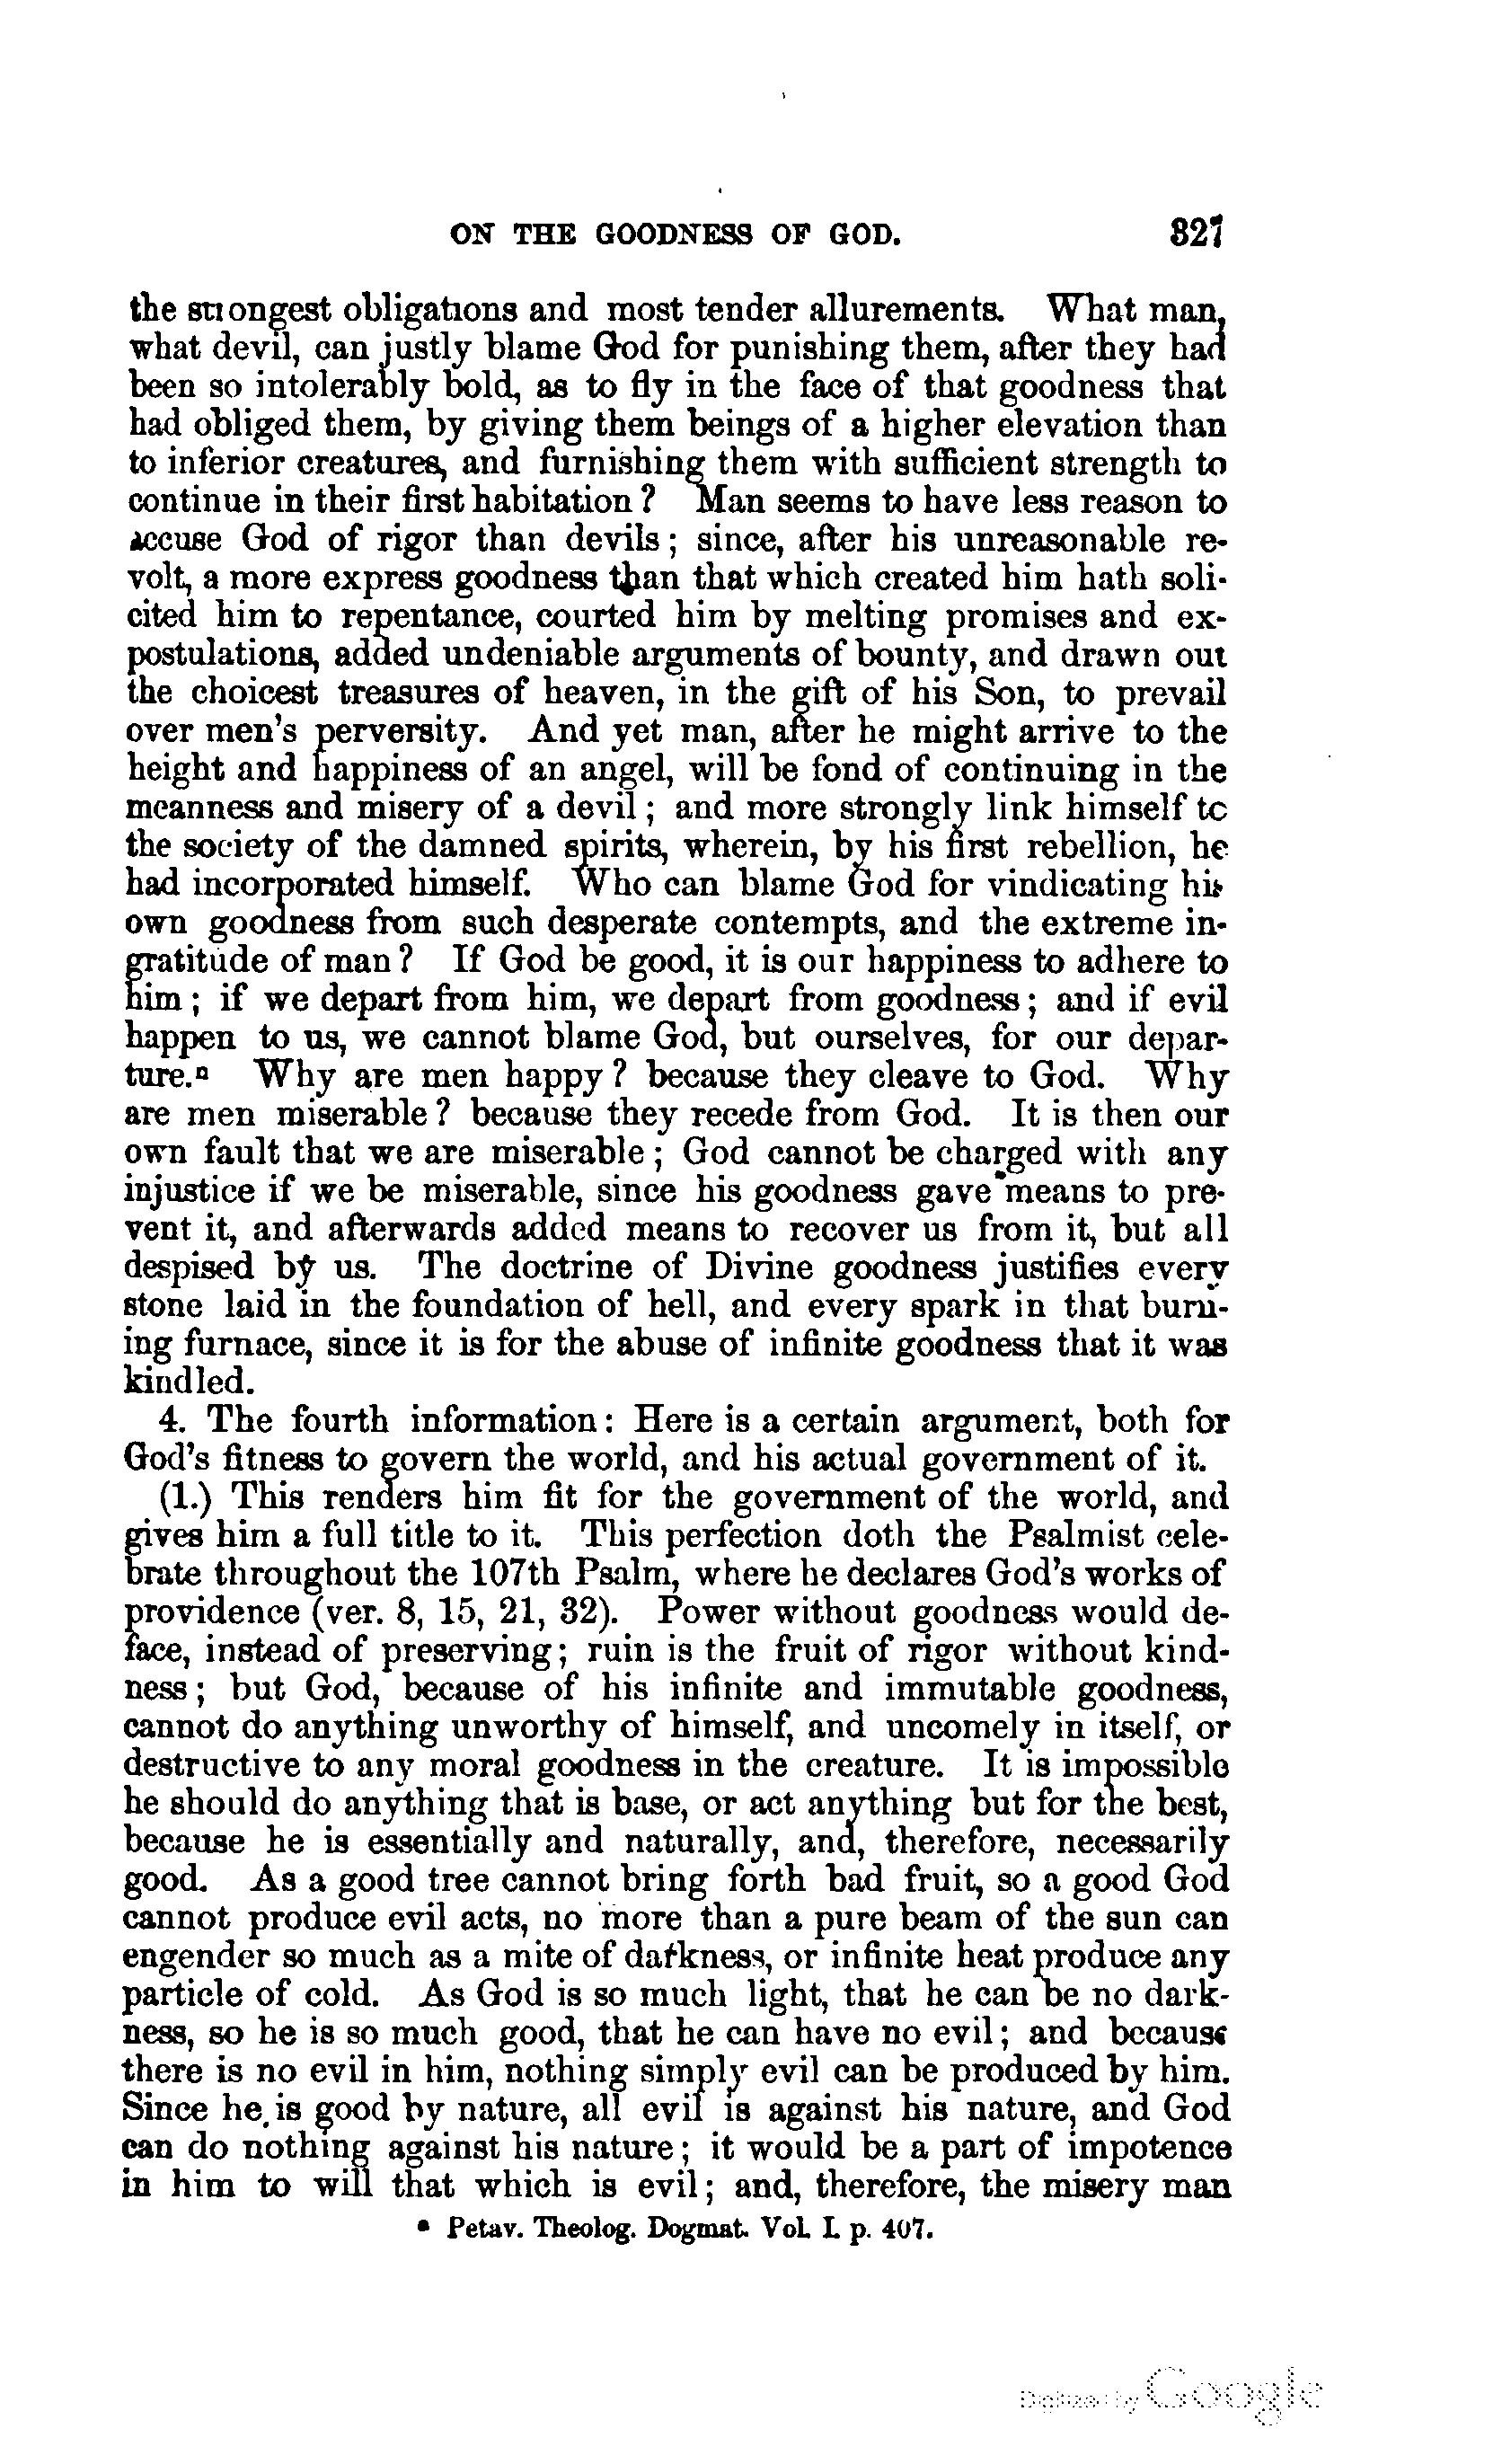 ON THE GOODNESS OF GOD. 327
the strongest obligations and most tender allurements. What man,
what devil, can justly blame God for punishing them, after they had
been so intolerably bold, as to fly in the face of that goodness that
had obliged them, by giving them beings of a higher elevation than
to inferior creatures, and furnishing them with sufficient strength to
continue in their first habitation? Man seems to have less reason to
accuse God of rigor than devils; since, after his unreasonable re-
volt, a more express goodness than that which created him hath soli-
cited him to repentance, courted him by melting promises and ex-
postulations, added undeniable arguments of bounty, and drawn out
the choicest treasures of heaven, in the gift of his Son, to prevail
over men's perversity. And yet man, after he might arrive to the
height and happiness of an angel, will be fond of continuing in the
meanness and misery of a devil; and more strongly link himself to
the society of the damned spirits, wherein, by his first rebellion, he
had incorporated himself. Who can blame God for vindicating his
own goodness from such desperate contempts, and the extreme in-
gratitude of man? If God be good, it is our happiness to adhere to
him; if we depart from him, we depart from goodness; and if evil
happen to us, we cannot blame God, but ourselves, for our depar-
ture.n Why are men happy? because they cleave to God. Why
are men miserable? because they recede from God. It is then our
own fault that we are miserable; God cannot be charged with any
injustice if we be miserable, since his goodness gave means to pre-
vent it, and afterwards added means to recover us from it, but all
despised by us. The doctrine of Divine goodness justifies every
stone laid in the foundation of hell, and every spark in that burn-
ing furnace, since it is for the abuse of infinite goodness that it was
kindled.
4. The fourth information: Here is a certain argument, both for
God's fitness to govern the world, and his actual government of it.
(1.) This renders him fit for the government of the world, and
gives him a full title to it. This perfection doth the Psalmist cele-
brate throughout the 107th Psalm, where he declares God's works of
providence (ver. 8, 15, 21, 32). Power without goodness would de-
face, instead of preserving; ruin is the fruit of rigor without kind-
ness; but God, because of his infinite and immutable goodness,
cannot do anything unworthy of himself, and uncomely in itself, or
destructive to any moral goodness in the creature. It is impossible
he should do anything that is base, or act anything but for the best,
because he is essentially and naturally, and, therefore, necessarily
good. As a good tree cannot bring forth bad fruit, so a good God
cannot produce evil acts, no more than a pure beam of the sun can
engender so much as a mite of darkness, or infinite heat produce any
particle of cold. As God is so much light, that he can be no dark-
ness, so he is so much good, that he can have no evil; and because
there is no evil in him, nothing simply evil can be produced by him.
Since he is good by nature, all evil is against his nature, and God
can do nothing against his nature; it would be a part of impotence
in him to will that which is evil; and, therefore, the misery man
n Petav. Theolog. Dogmat. Vol. I. p. 407.
Digitized by Google